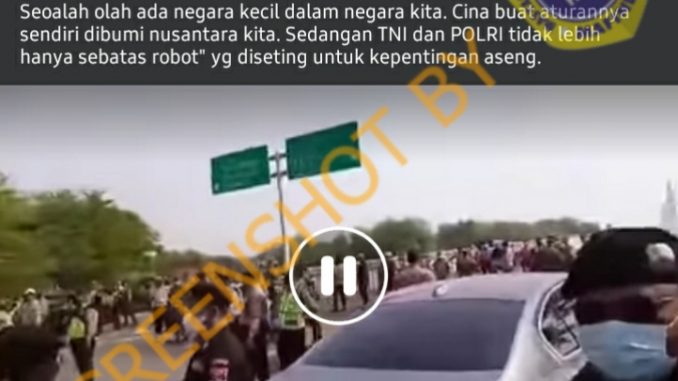 Seoalah olah ada negara kecil dalam negara kita. Cina buat aturannya
sendiri dibumi nusantara kita. Sedangan TNI dan POLRI tidak lebih
hanya sebatas robot" yg diseting untuk kepentingan aseng.
SCREENSHOT BY